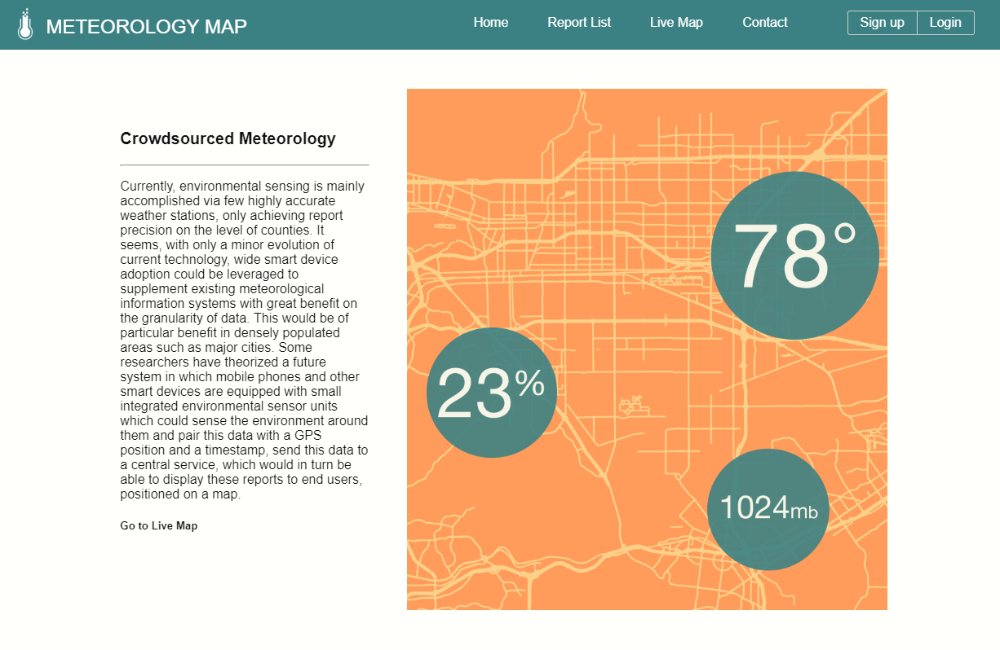 METEOROLOGY MAP
Home Report List Live Map Contact Sign up Login
Crowdsourced Meteorology
Currently, environmental sensing is mainly
accomplished via few highly accurate
weather stations, only achieving report
precision on the level of counties. It
seems, with only a minor evolution of
current technology, wide smart device
adoption could be leveraged to
supplement existing meteorological
information systems with great benefit on
the granularity of data. This would be of
particular benefit in densely populated
areas such as major cities. Some
researchers have theorized a future
system in which mobile phones and other
smart devices are equipped with small
integrated environmental sensor units
which could sense the environment around
them and pair this data with a GPS
position and a timestamp, send this data to
a central service, which would in turn be
able to display these reports to end users,
positioned on a map.
Go to Live Map
78°
23%
1024mb